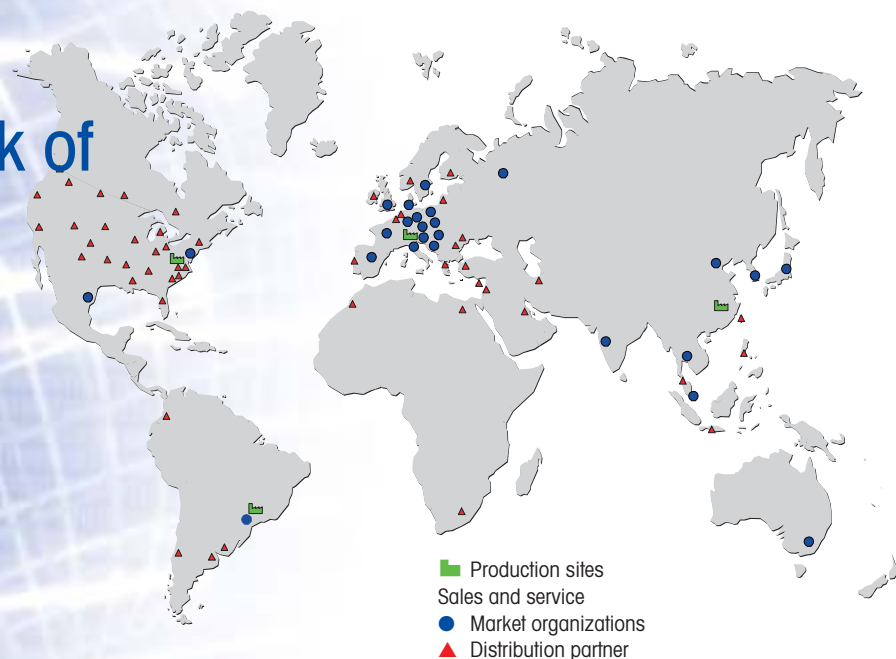 k of
Production sites
Sales and service
Market organizations
Distribution partner